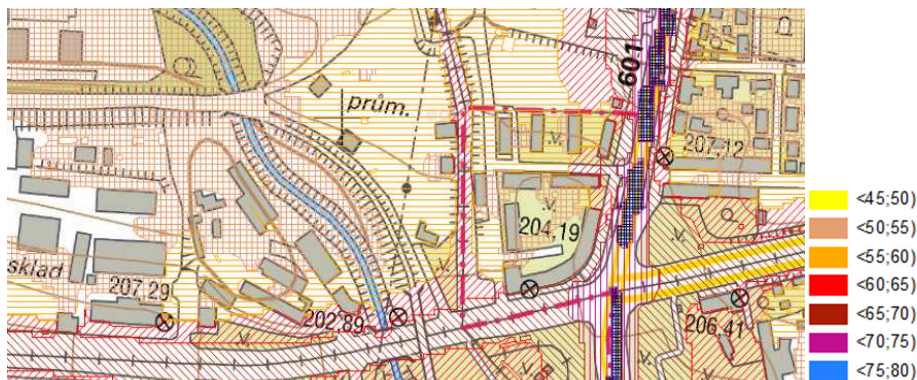 prům.
601
207,12
.v.
.v.
204,19
.v.
.v.
sklad
207,29
202,89
206,41
.v.
.v.
.v.
<45;50)
<50;55)
<55;60)
<60;65)
<65;70)
<70;75)
<75;80)